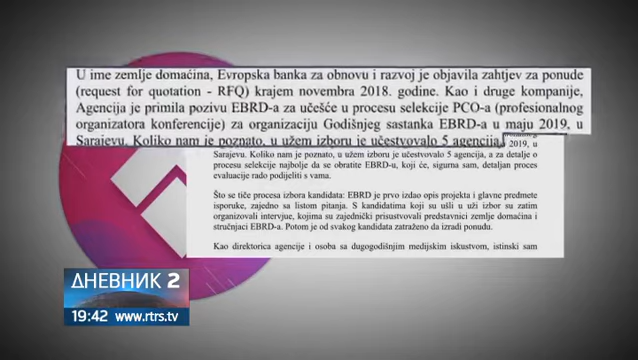 U ime zemlje domaćina, Evropska banka za obnovu i razvoj je objavila zahtjev za ponude
(request for quotation - RFQ) krajem novembra 2018. godine. Kao i druge kompanije,
Agencija je primila pozivu EBRD-a za učešće u procesu selekcije PCO-a (profesionalnog
organizatora konferencije) za organizaciju Godišnjeg sastanka EBRD-a u maju 2019, u
Sarajevu. Koliko nam je poznato, u užem izboru je učestvovalo 5 agencija,
2019, u
Sarajevu. Koliko nam je poznato, u užem izboru je učestvovalo 5 agencija, a za detalje o
procesu selekcije najbolje da se obratite EBRD-u, koji će, sigurna sam, detaljan proces
evaluacije rado podijeliti s vama.
Što se tiče procesa izbora kandidata: EBRD je prvo izdao opis projekta i glavne predmete
isporuke, zajedno sa listom pitanja. S kandidatima koji su ušli u uži izbor su zatim
organizovali intervjue, kojima su zajednički prisustvovali predstavnici zemlje domaćina i
stručnjaci EBRD-a. Potom je od svakog kandidata zatraženo da izradi ponudu.
Kao direktorica agencije i osoba sa dugogodišnjim medijskim iskustvom, istinski sam
ДНЕВНИК 2
19:42 www.rtrs.tv